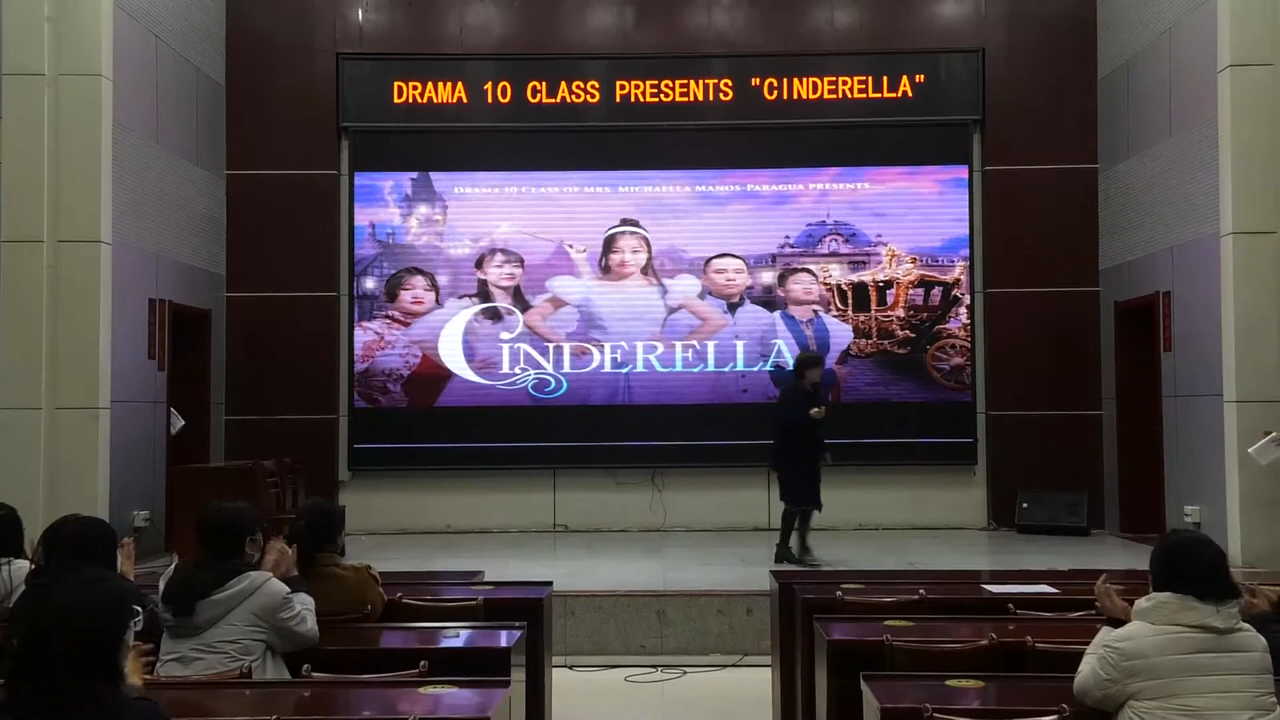 DRAMA 10 CLASS PRESENTS "CINDERELLA"
DRAMA 10 CLASS OF MRS. MICHAELLA MANOS-PARAGUA PRESENTS....
CINDERELLA